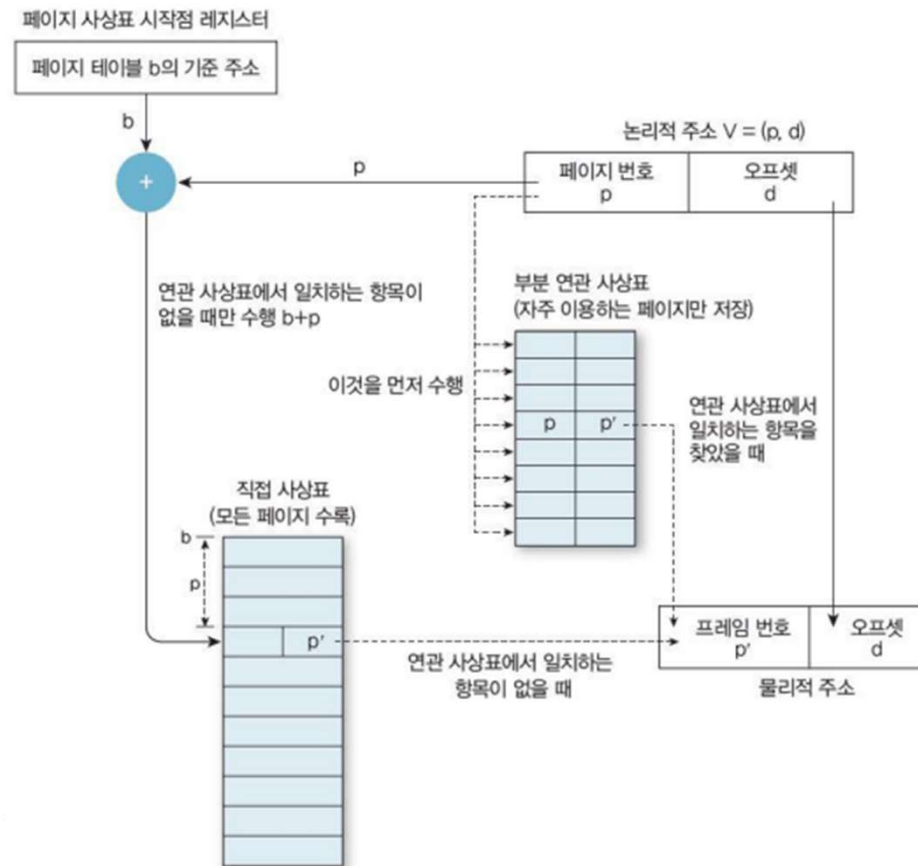 페이지 사상표 시작점 레지스터
페이지 테이블 b의 기준 주소
b
논리적 주소 V = (p, d)
p
+
페이지 번호
p
오프셋
d
연관 사상표에서 일치하는 항목이
없을 때만 수행 b+p
부분 연관 사상표
(자주 이용하는 페이지만 저장)
이것을 먼저 수행
p
p′
연관 사상표에서
일치하는 항목을
찾았을 때
직접 사상표
(모든 페이지 수록)
b
p
p′
연관 사상표에서 일치하는
항목이 없을 때
프레임 번호
p′
오프셋
d
물리적 주소